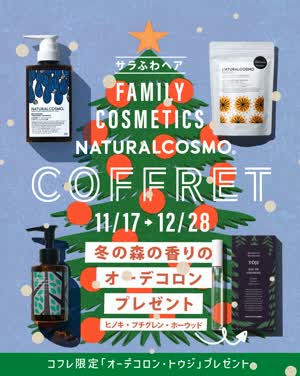 サラふわヘア
FAMILY
COSMETICS
NATURALCOSMO.
COFFRET
11/17→12/28
冬の森の香りの
オーデコロン
プレゼント
ヒノキ・プチグレン・ホーウッド
コフレ限定「オーデコロン・トウジ」プレゼント
NATURALCOSMO.
NATURALCOSMO.
TOJI